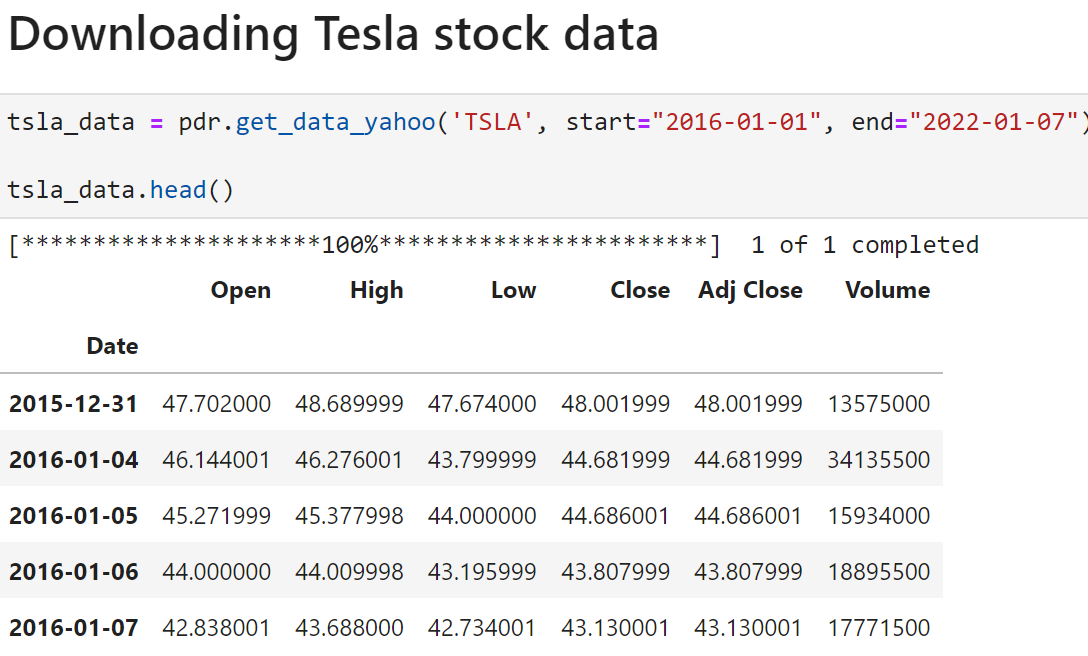 Downloading Tesla stock data
tsla_data = pdr.get_data_yahoo('TSLA', start="2016-01-01", end="2022-01-07")
tsla_data.head()
[*********************100%***********************]  1 of 1 completed
Open High Low Close Adj Close Volume
Date
2015-12-31 47.702000 48.689999 47.674000 48.001999 48.001999 13575000
2016-01-04 46.144001 46.276001 43.799999 44.681999 44.681999 34135500
2016-01-05 45.271999 45.377998 44.000000 44.686001 44.686001 15934000
2016-01-06 44.000000 44.009998 43.195999 43.807999 43.807999 18895500
2016-01-07 42.838001 43.688000 42.734001 43.130001 43.130001 17771500